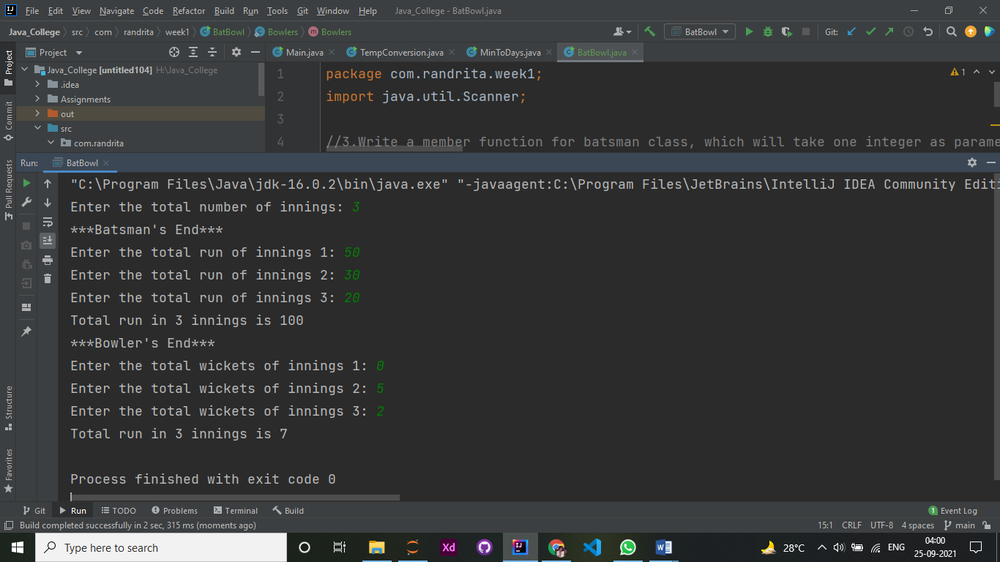 File Edit View Navigate Code Refactor Build Run Tools Git Window Help Java_College - BatBowl.java
Java_College src com randrita week1 BatBowl Bowlers Bowlers BatBowl Git:
Project Main.java TempConversion.java MinToDays.java BatBowl.java
Java_College [untitled104] H:\Java_College
.idea
Assignments
out
src
com.randrita
1 package com.randrita.week1;
2 import java.util.Scanner;
3
4 //3.Write a member function for batsman class, which will take one integer as parame
1
Project
Commit
Pull Requests
Structure
Favorites
Run: BatBowl
"C:\Program Files\Java\jdk-16.0.2\bin\java.exe" "-javaagent:C:\Program Files\JetBrains\IntelliJ IDEA Community Editi
Enter the total number of innings: 3
***Batsman's End***
Enter the total run of innings 1: 50
Enter the total run of innings 2: 30
Enter the total run of innings 3: 20
Total run in 3 innings is 100
***Bowler's End***
Enter the total wickets of innings 1: 0
Enter the total wickets of innings 2: 5
Enter the total wickets of innings 3: 2
Total run in 3 innings is 7
Process finished with exit code 0
Git Run TODO Problems Terminal Build 1 Event Log
Build completed successfully in 2 sec, 315 ms (moments ago) 15:1 CRLF UTF-8 4 spaces main
Type here to search Xd IJ W 28°C ENG 04:00
25-09-2021